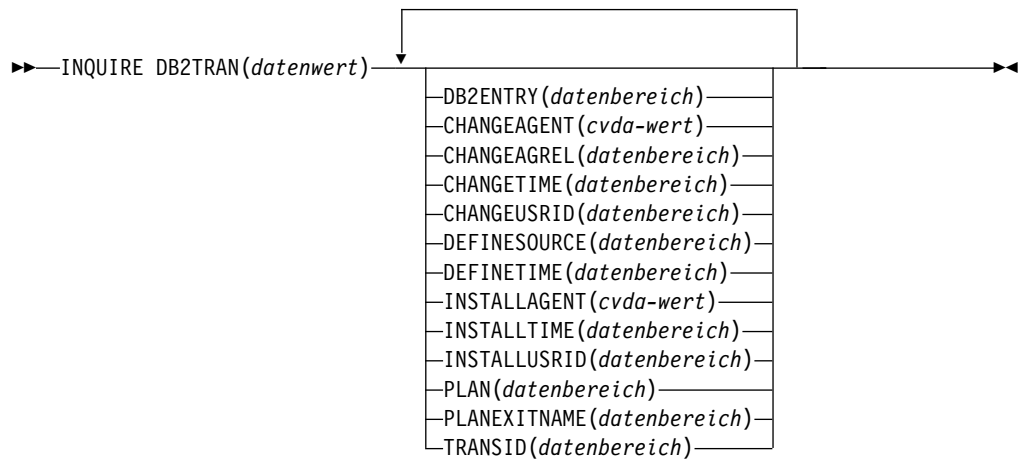 INQUIRE DB2TRAN(datenwert)
DB2ENTRY(datenbereich)
CHANGEAGENT(cvda-wert)
CHANGEAGREL(datenbereich)
CHANGETIME(datenbereich)
CHANGEUSRID(datenbereich)
DEFINESOURCE(datenbereich)
DEFINETIME(datenbereich)
INSTALLAGENT(cvda-wert)
INSTALLTIME(datenbereich)
INSTALLUSRID(datenbereich)
PLAN(datenbereich)
PLANEXITNAME(datenbereich)
TRANSID(datenbereich)